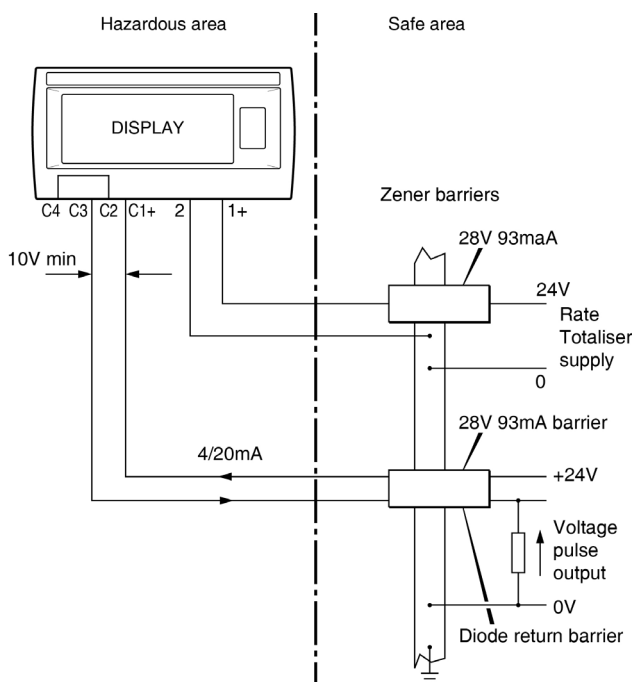 Hazardous area
Safe area
DISPLAY
C4 C3 C2 C1+ 2 1+
Zener barriers
10V min
28V 93maA
24V
Rate
Totaliser
supply
0
28V 93mA barrier
4/20mA
+24V
Voltage
pulse
output
0V
Diode return barrier